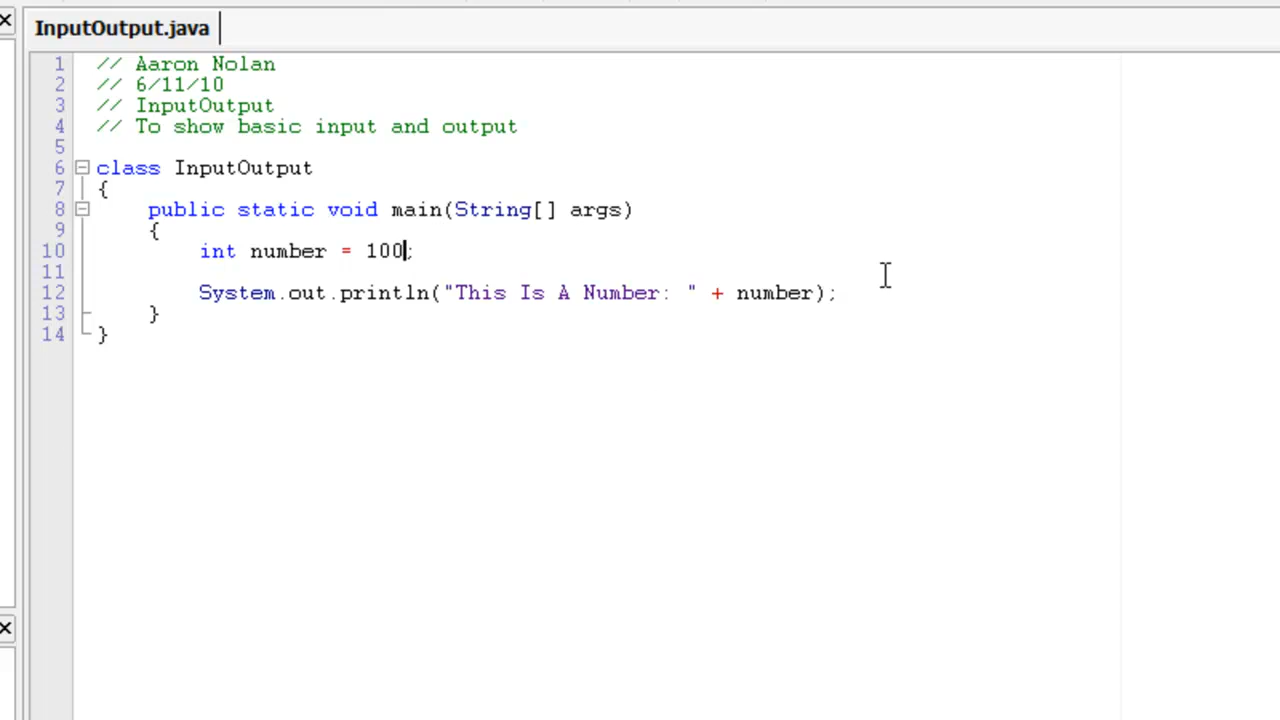 InputOutput.java
1 // Aaron Nolan
2 // 6/11/10
3 // InputOutput
4 // To show basic input and output
5
6 class InputOutput
7 {
8 public static void main(String[] args)
9 {
10 int number = 100;
11
12 System.out.println("This Is A Number: " + number);
13 }
14 }